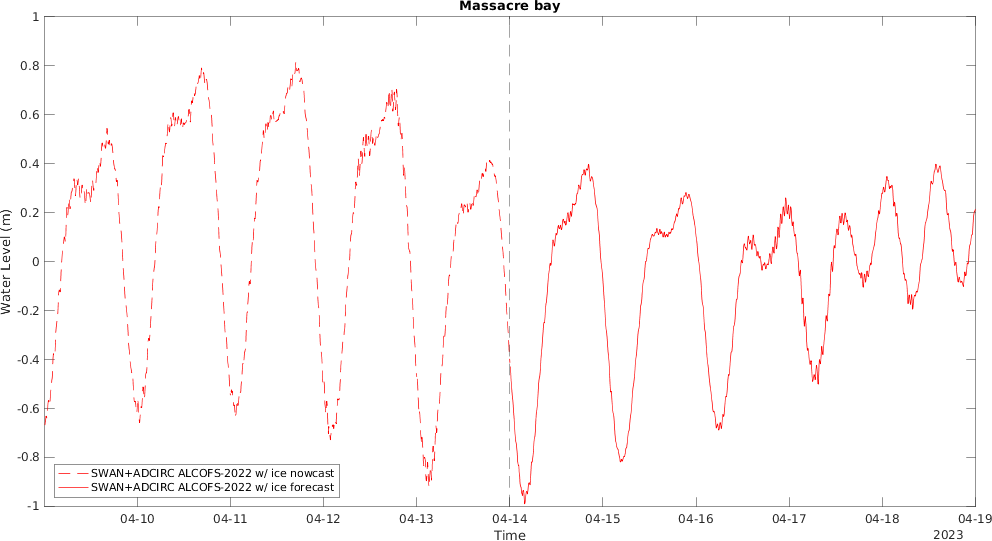 Massacre bay
1
0.8
0.6
0.4
0.2
0
-0.2
-0.4
-0.6
-0.8
-1
Water Level (m)
SWAN+ADCIRC ALCOFS-2022 w/ ice nowcast
SWAN+ADCIRC ALCOFS-2022 w/ ice forecast
04-10 04-11 04-12 04-13 04-14 04-15 04-16 04-17 04-18 04-19
Time
2023